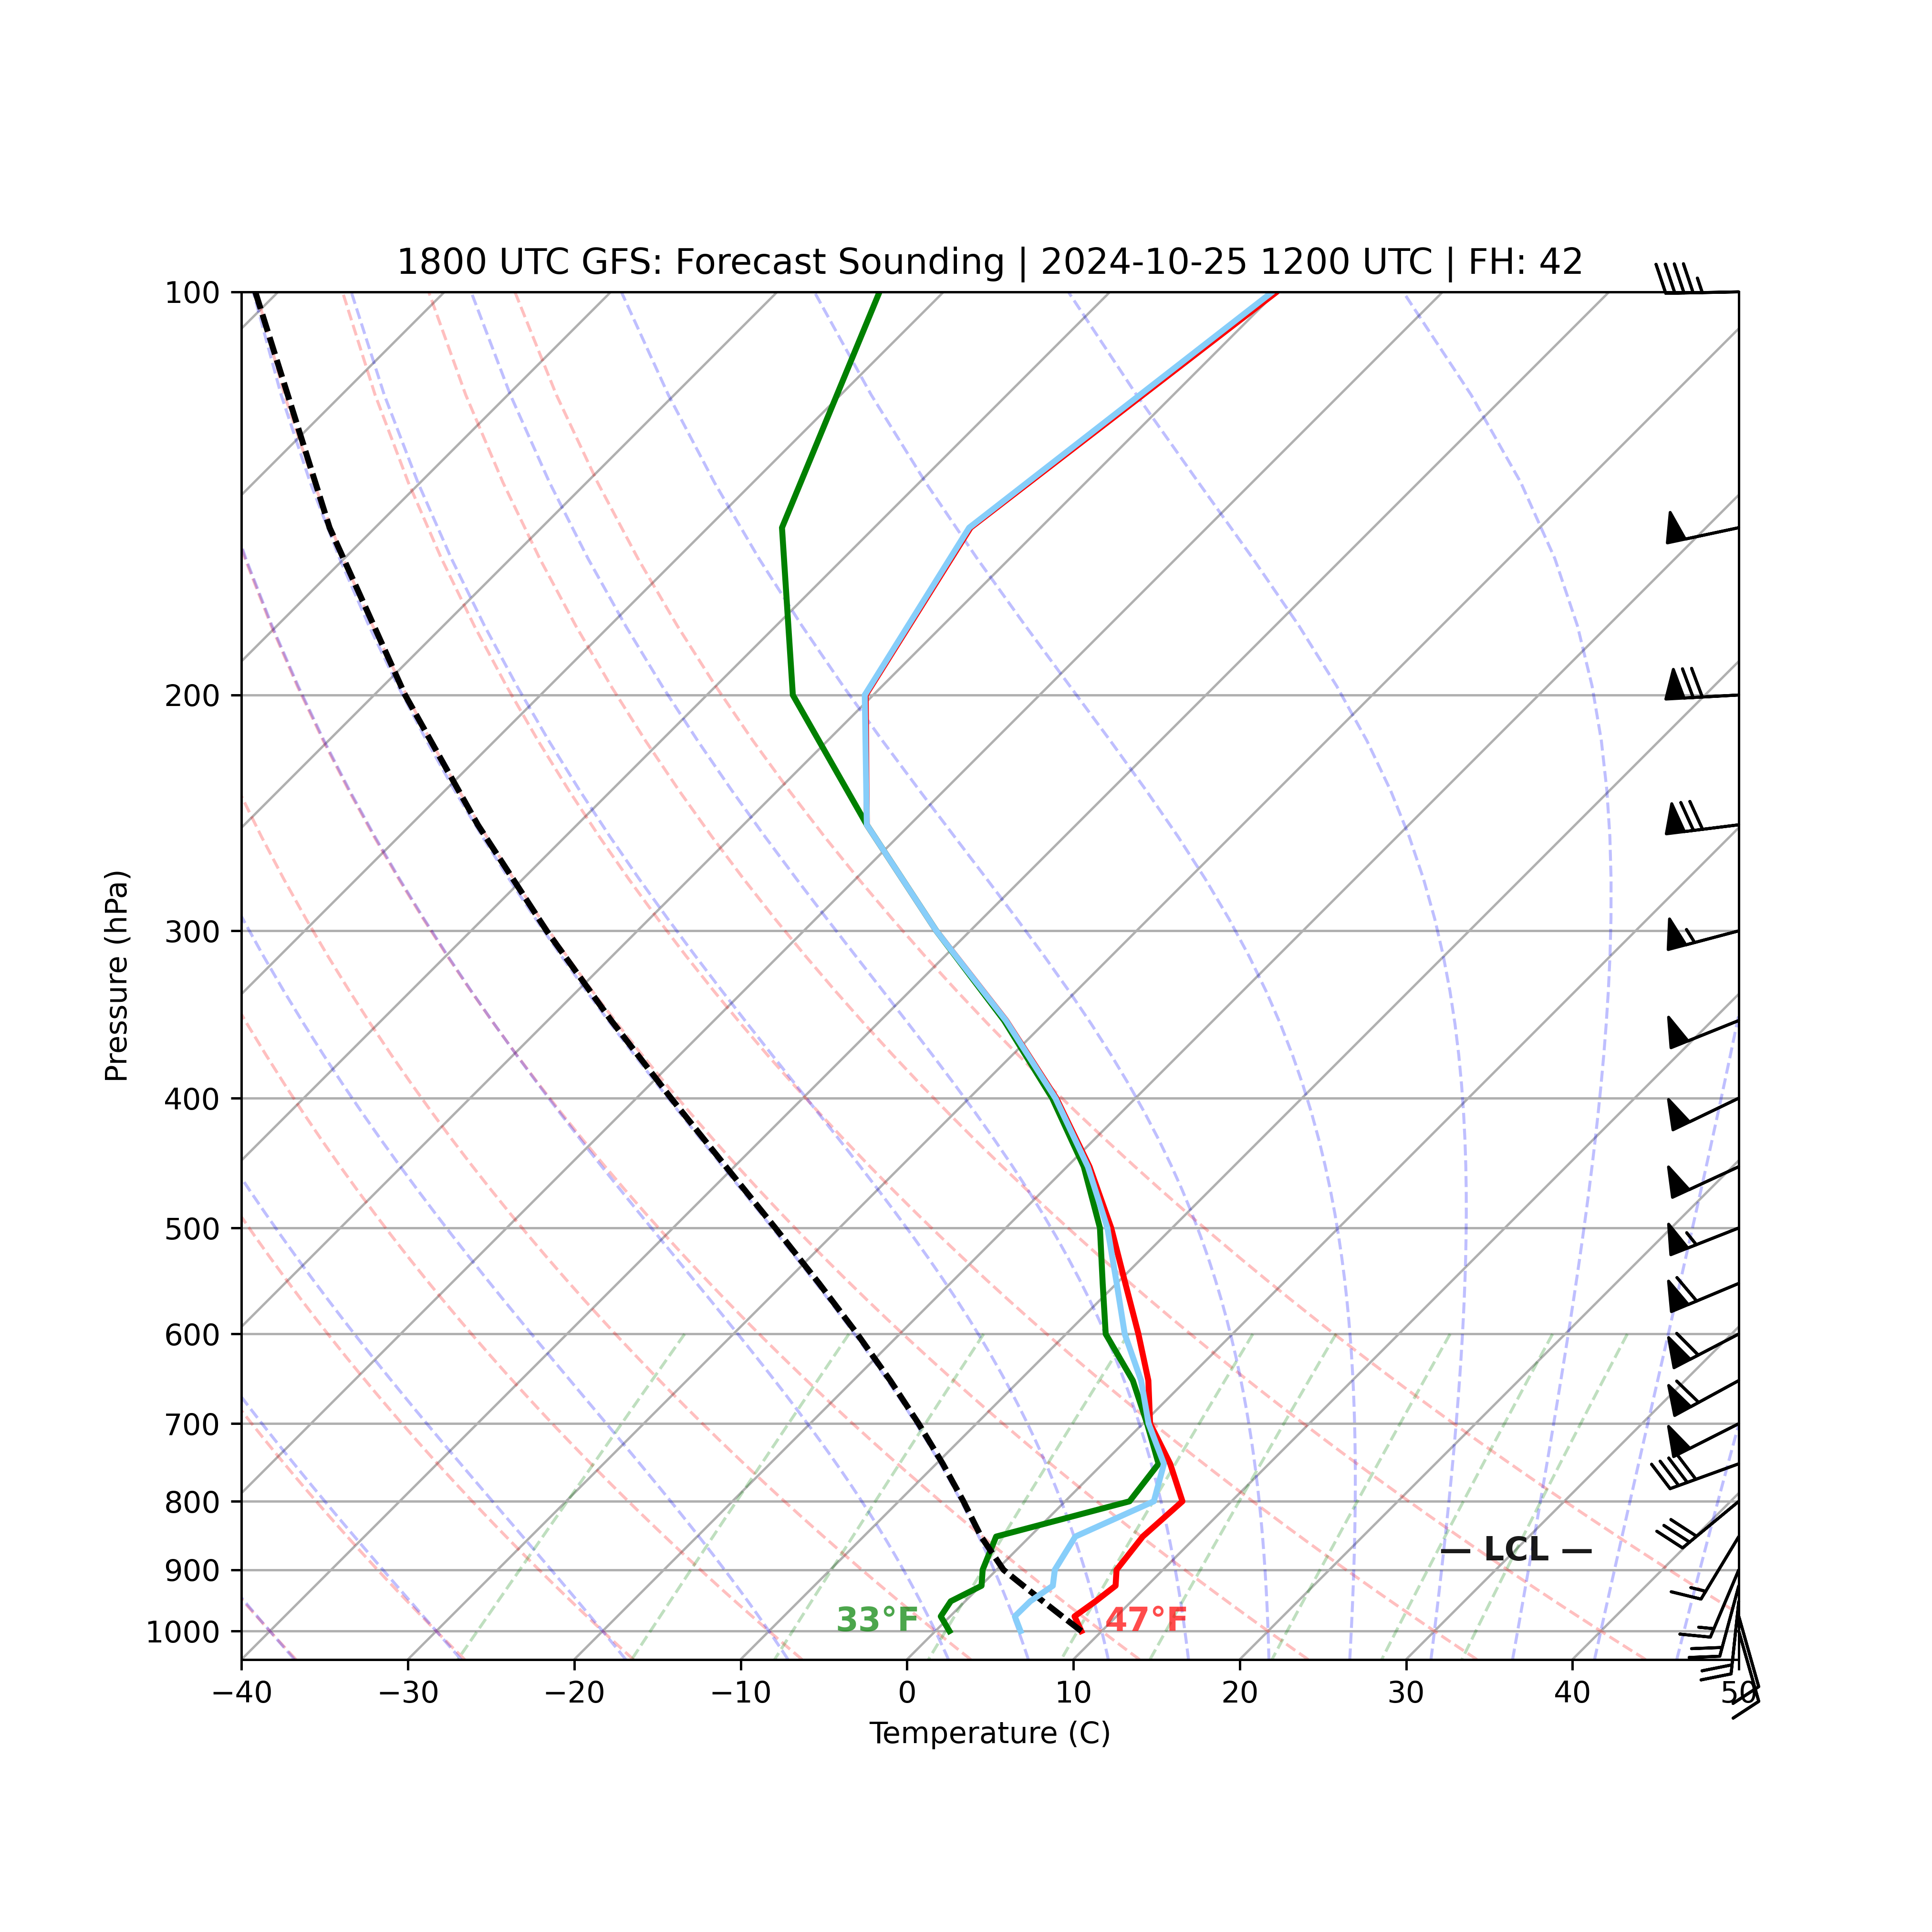 1800 UTC GFS: Forecast Sounding | 2024-10-25 1200 UTC | FH: 42
100
200
300
400
500
600
700
800
900
1000
Pressure (hPa)
— LCL —
33°F
47°F
−40 −30 −20 −10 0 10 20 30 40 50
Temperature (C)